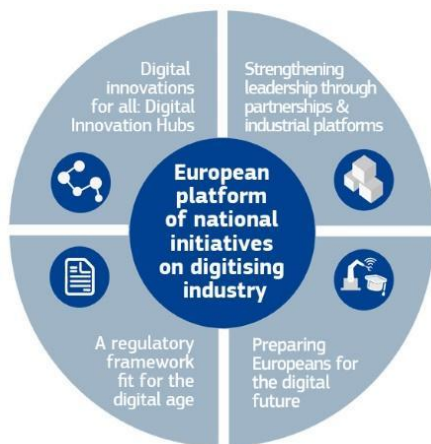 Digital
innovations
for all: Digital
Innovation Hubs
Strengthening
leadership through
partnerships &
industrial platforms
European
platform
of national
initiatives
on digitising
industry
A regulatory
framework
fit for the
digital age
Preparing
Europeans for
the digital
future